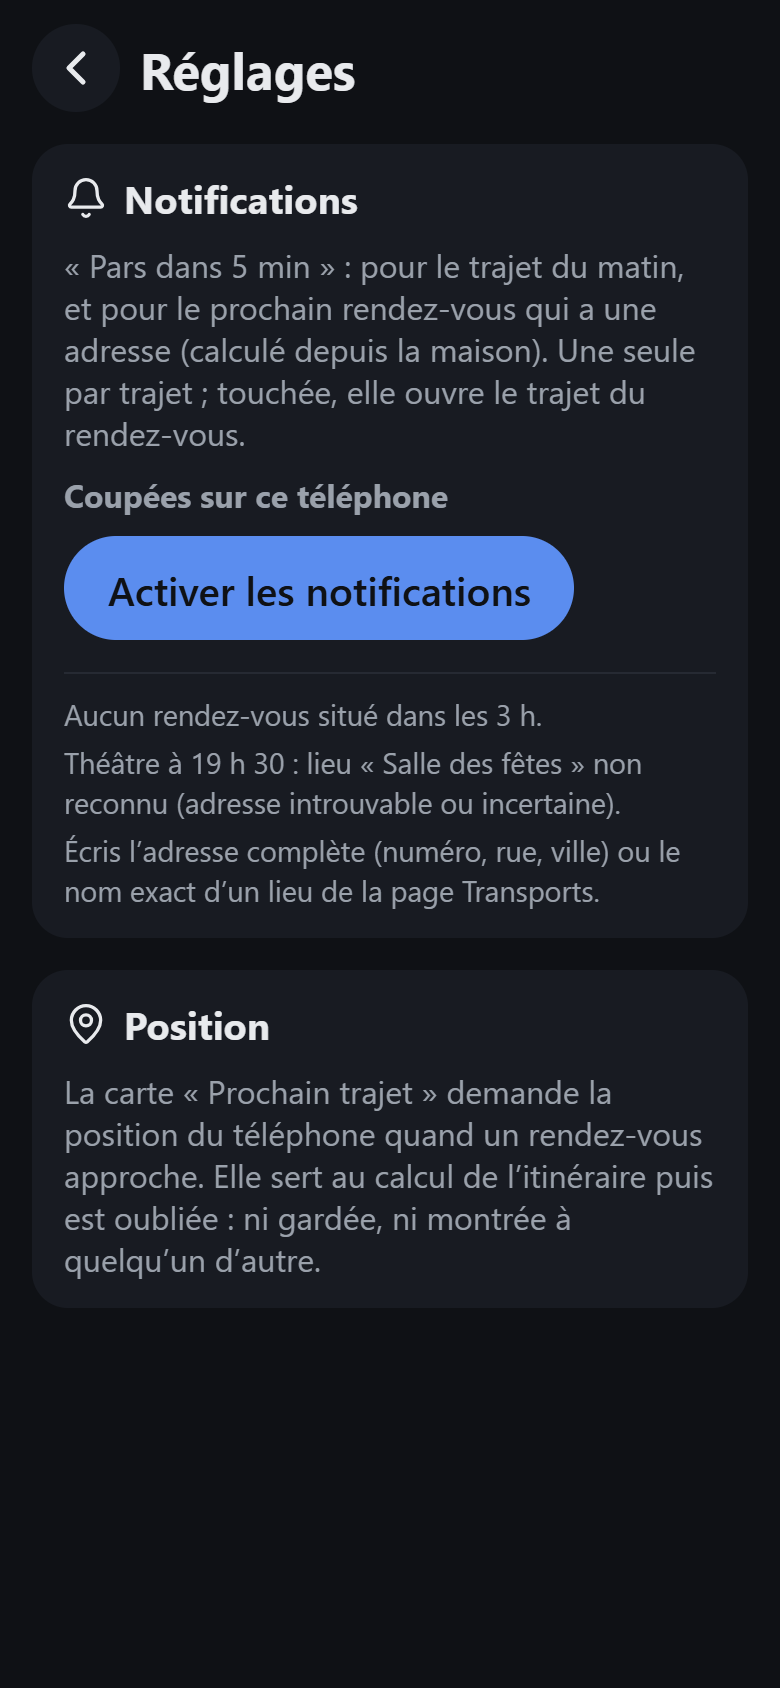 Réglages
Notifications
« Pars dans 5 min » : pour le trajet du matin,
et pour le prochain rendez-vous qui a une
adresse (calculé depuis la maison). Une seule
par trajet ; touchée, elle ouvre le trajet du
rendez-vous.
Coupées sur ce téléphone
Activer les notifications
Aucun rendez-vous situé dans les 3 h.
Théâtre à 19 h 30 : lieu « Salle des fêtes » non
reconnu (adresse introuvable ou incertaine).
Écris l’adresse complète (numéro, rue, ville) ou le
nom exact d’un lieu de la page Transports.
Position
La carte « Prochain trajet » demande la
position du téléphone quand un rendez-vous
approche. Elle sert au calcul de l’itinéraire puis
est oubliée : ni gardée, ni montrée à
quelqu’un d’autre.